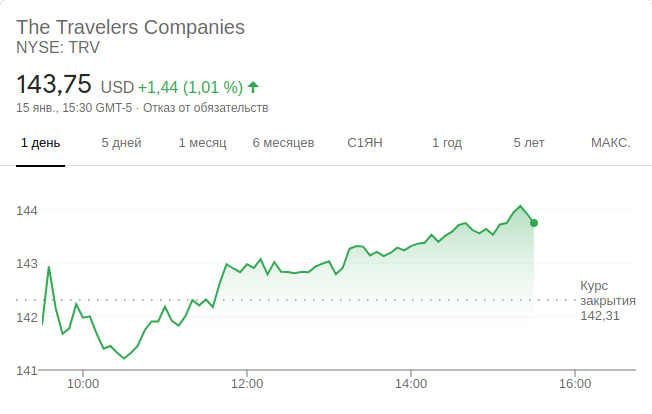 The Travelers Companies
NYSE: TRV
143,75 USD +1,44 (1,01 %)
15 янв., 15:30 GMT-5 · Отказ от обязательств
1 день 5 дней 1 месяц 6 месяцев С1ЯН 1 год 5 лет МАКС.
144
143
Курс
закрытия
142
142,31
141
10:00 12:00 14:00 16:00